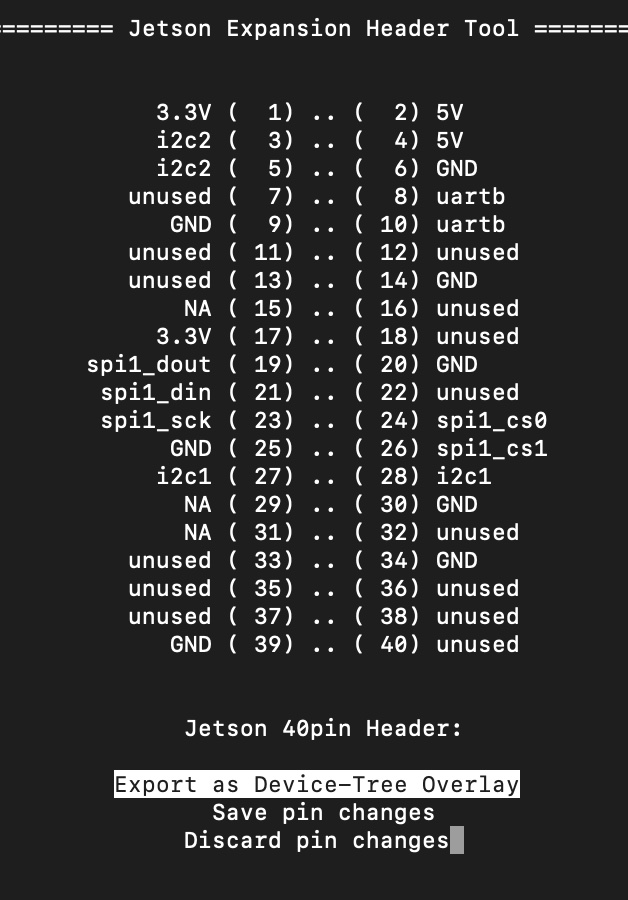 ========= Jetson Expansion Header Tool =======
3.3V (  1) .. (  2) 5V
i2c2 (  3) .. (  4) 5V
i2c2 (  5) .. (  6) GND
unused (  7) .. (  8) uartb
GND (  9) .. ( 10) uartb
unused ( 11) .. ( 12) unused
unused ( 13) .. ( 14) GND
NA ( 15) .. ( 16) unused
3.3V ( 17) .. ( 18) unused
spi1_dout ( 19) .. ( 20) GND
spi1_din ( 21) .. ( 22) unused
spi1_sck ( 23) .. ( 24) spi1_cs0
GND ( 25) .. ( 26) spi1_cs1
i2c1 ( 27) .. ( 28) i2c1
NA ( 29) .. ( 30) GND
NA ( 31) .. ( 32) unused
unused ( 33) .. ( 34) GND
unused ( 35) .. ( 36) unused
unused ( 37) .. ( 38) unused
GND ( 39) .. ( 40) unused
Jetson 40pin Header:
Export as Device-Tree Overlay
Save pin changes
Discard pin changes